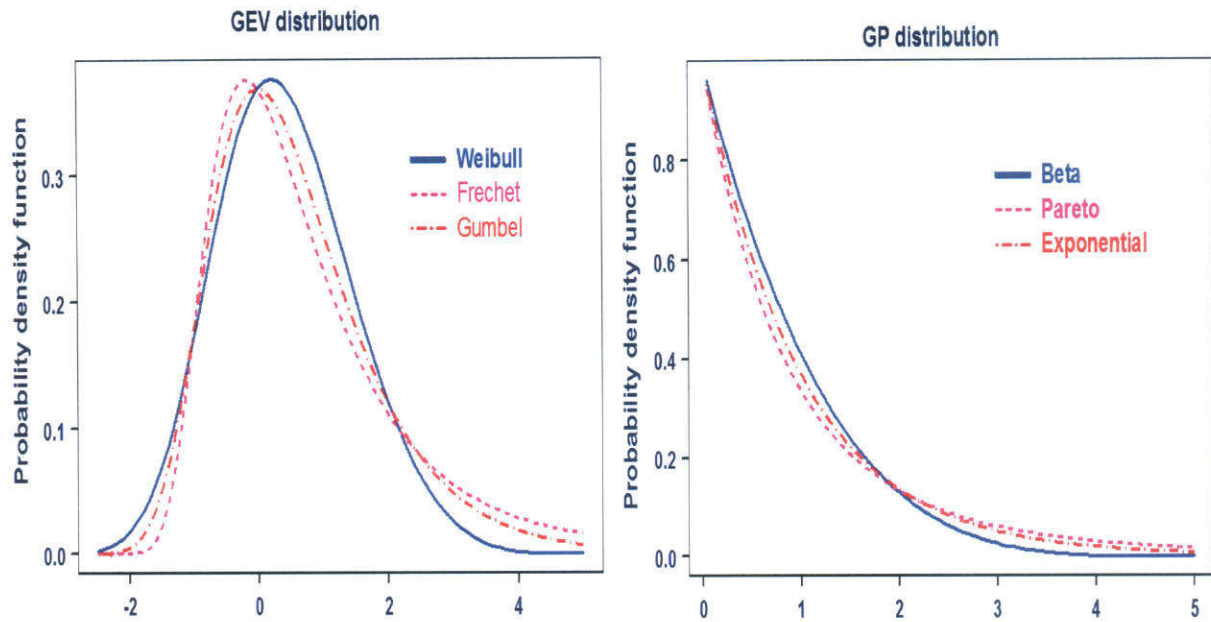 GEV distribution
Probability density function
0.3
0.2
0.1
0.0
-2
0
2
4
Weibull
Frechet
Gumbel
GP distribution
Probability density function
0.8
0.6
0.4
0.2
0.0
0
1
2
3
4
5
Beta
Pareto
Exponential